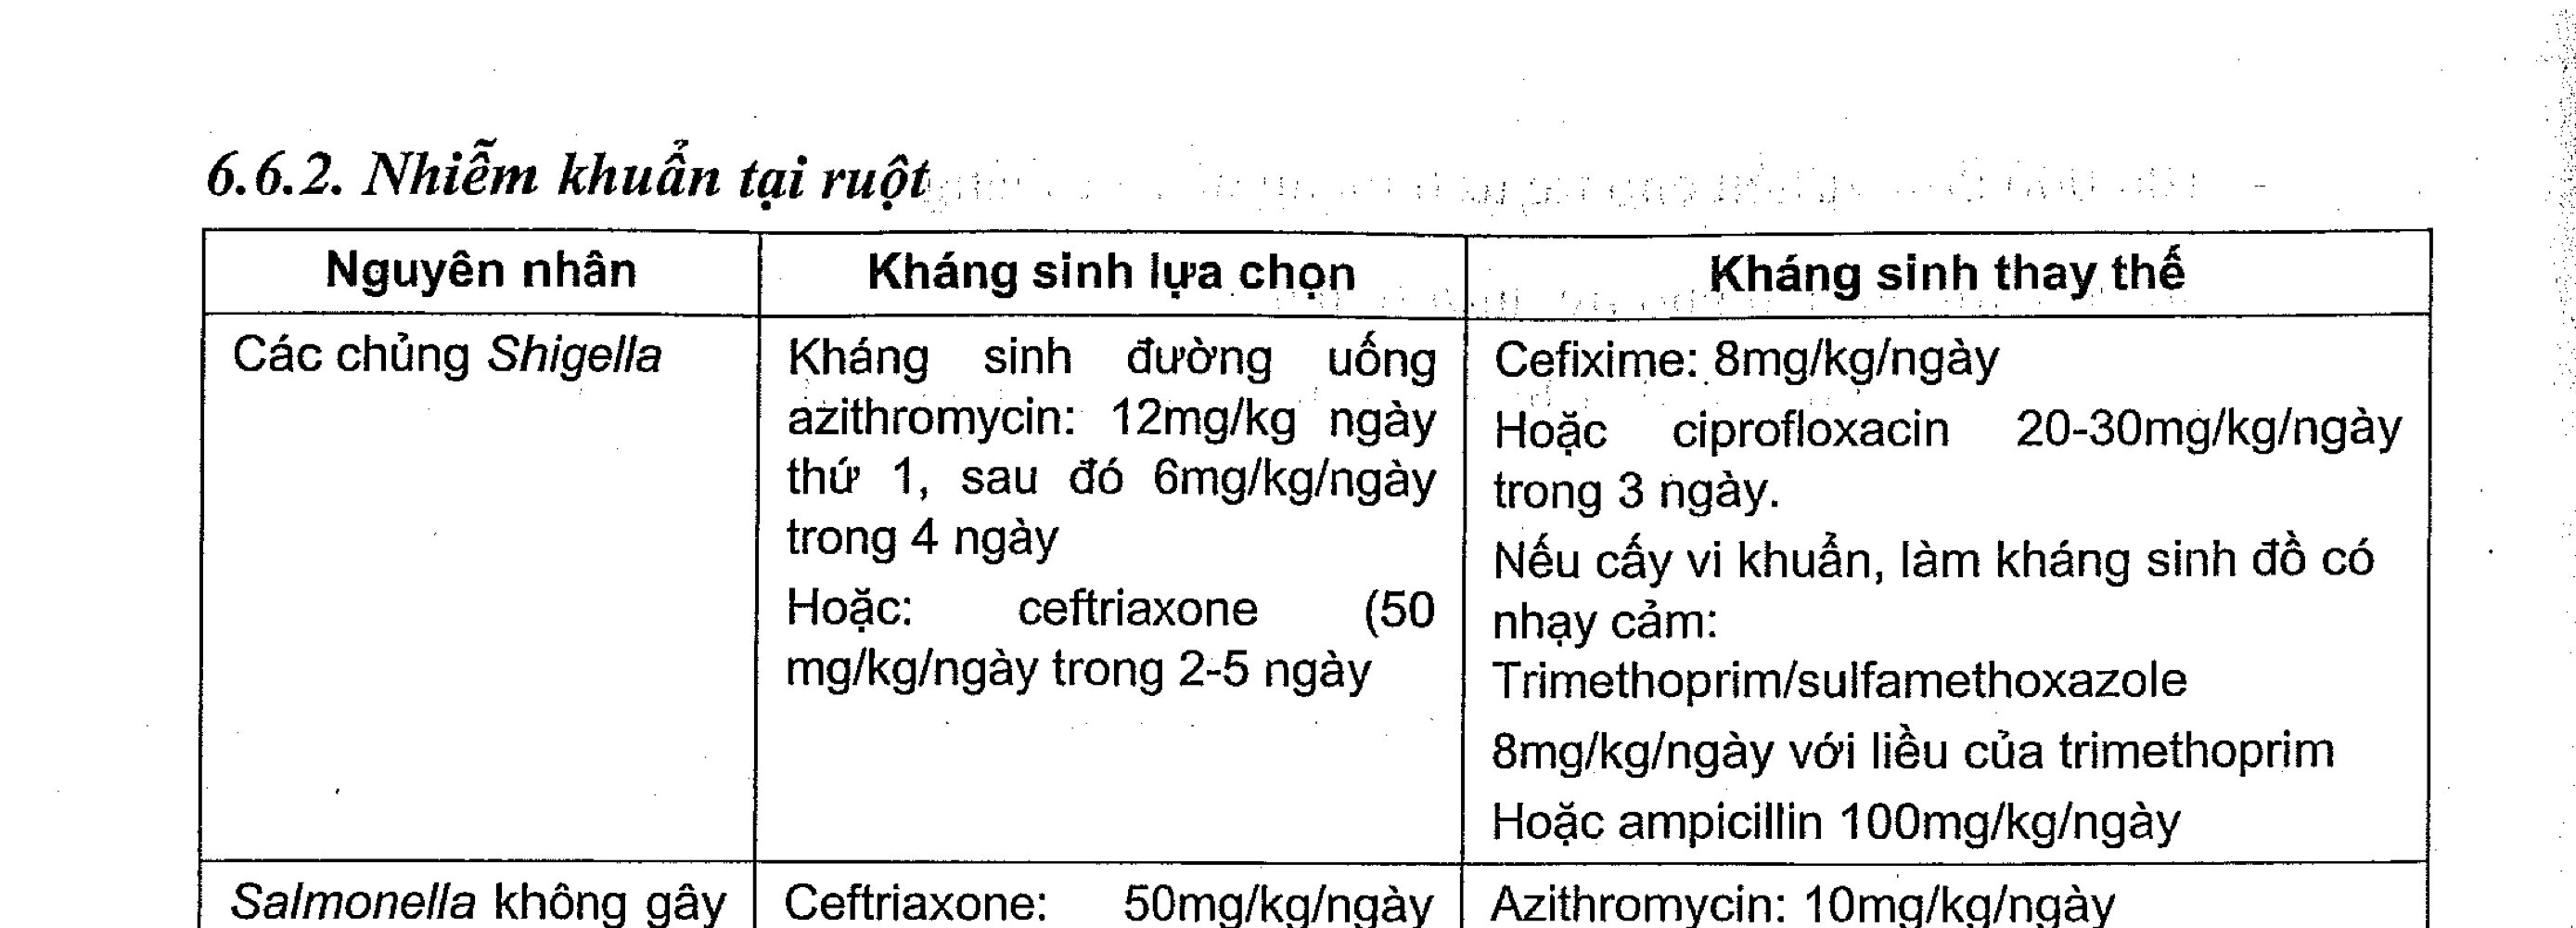 6.6.2. Nhiễm khuẩn tại ruột
Nguyên nhân
Kháng sinh lựa chọn
Kháng sinh thay thế
Các chủng Shigella
Kháng sinh đường uống
azithromycin: 12mg/kg ngày
thứ 1, sau đó 6mg/kg/ngày
trong 4 ngày
Hoặc: ceftriaxone (50
mg/kg/ngày trong 2-5 ngày
Cefixime: 8mg/kg/ngày
Hoặc ciprofloxacin 20-30mg/kg/ngày
trong 3 ngày.
Nếu cấy vi khuẩn, làm kháng sinh đồ có
nhạy cảm:
Trimethoprim/sulfamethoxazole
8mg/kg/ngày với liều của trimethoprim
Hoặc ampicillin 100mg/kg/ngày
Salmonella không gây
Ceftriaxone: 50mg/kg/ngày
Azithromycin: 10mg/kg/ngày